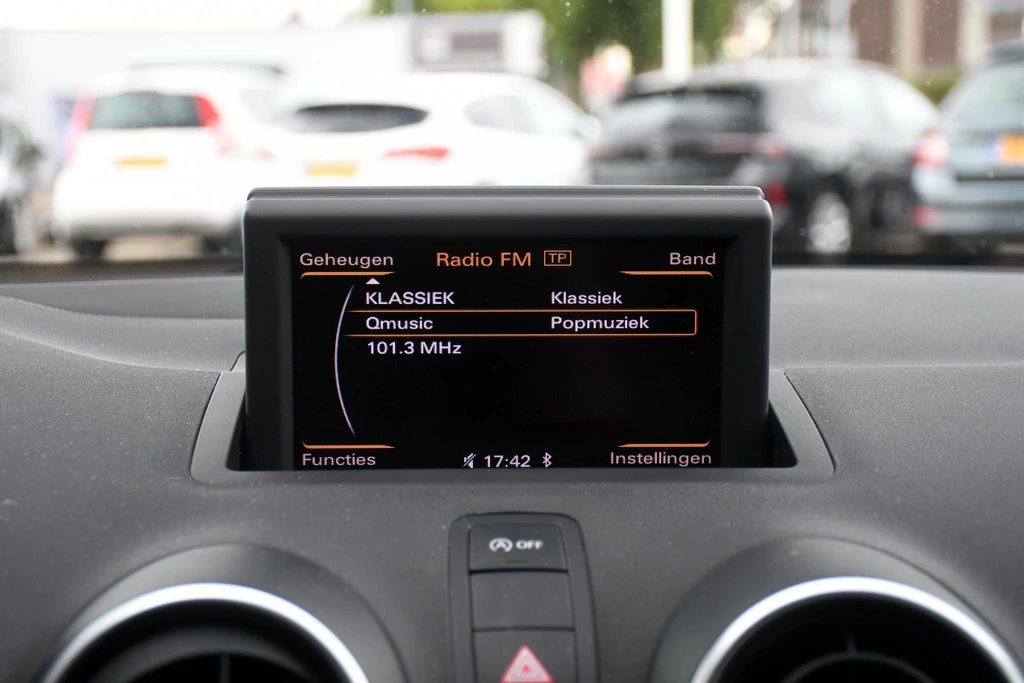 Geheugen Radio FM TP Band
KLASSIEK Klassiek
Qmusic Popmuziek
101.3 MHz
Functies 17:42 Instellingen
A OFF